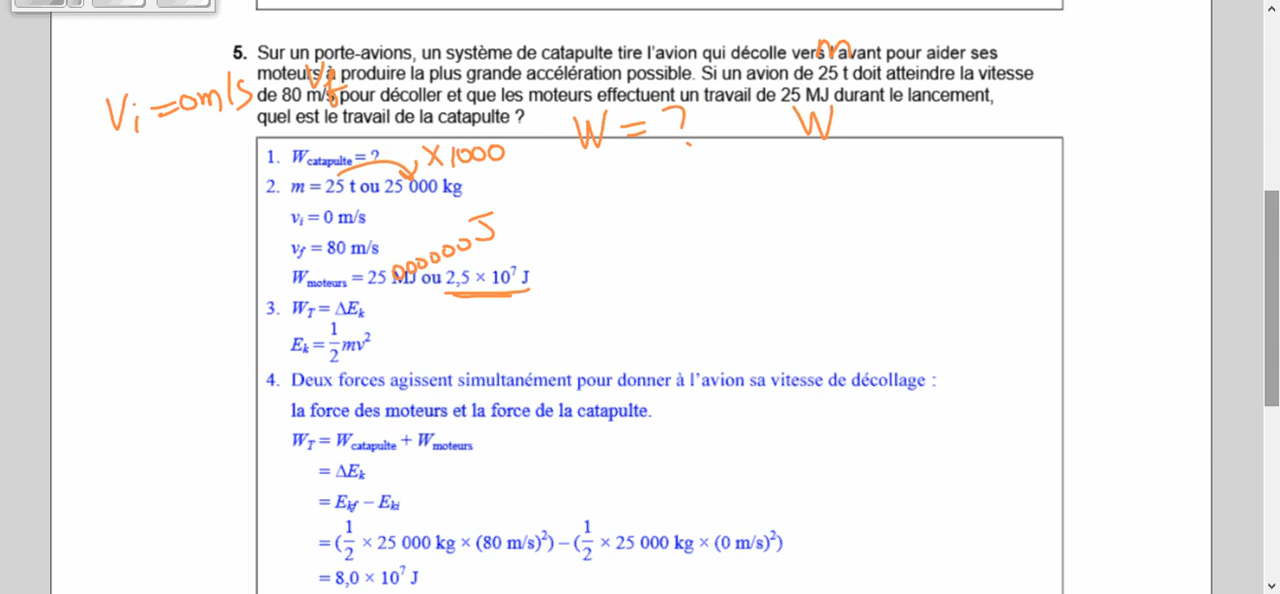 5. Sur un porte-avions, un système de catapulte tire l'avion qui décolle vers l'avant pour aider ses
m
moteurs à produire la plus grande accélération possible. Si un avion de 25 t doit atteindre la vitesse
Vf
Vi = 0m/s
de 80 m/s pour décoller et que les moteurs effectuent un travail de 25 MJ durant le lancement,
quel est le travail de la catapulte ?
W = ?
W
1. Wcatapulte = ?
× 1000
2. m = 25 t ou 25 000 kg
vi = 0 m/s
vf = 80 m/s
000000 J
Wmoteurs = 25 MJ ou 2,5 × 10⁷ J
3. WT = ΔEk
Ek = 1/2 mv²
4. Deux forces agissent simultanément pour donner à l'avion sa vitesse de décollage :
la force des moteurs et la force de la catapulte.
WT = Wcatapulte + Wmoteurs
= ΔEk
= Ekf − Eki
= (1/2 × 25 000 kg × (80 m/s)²) − (1/2 × 25 000 kg × (0 m/s)²)
= 8,0 × 10⁷ J